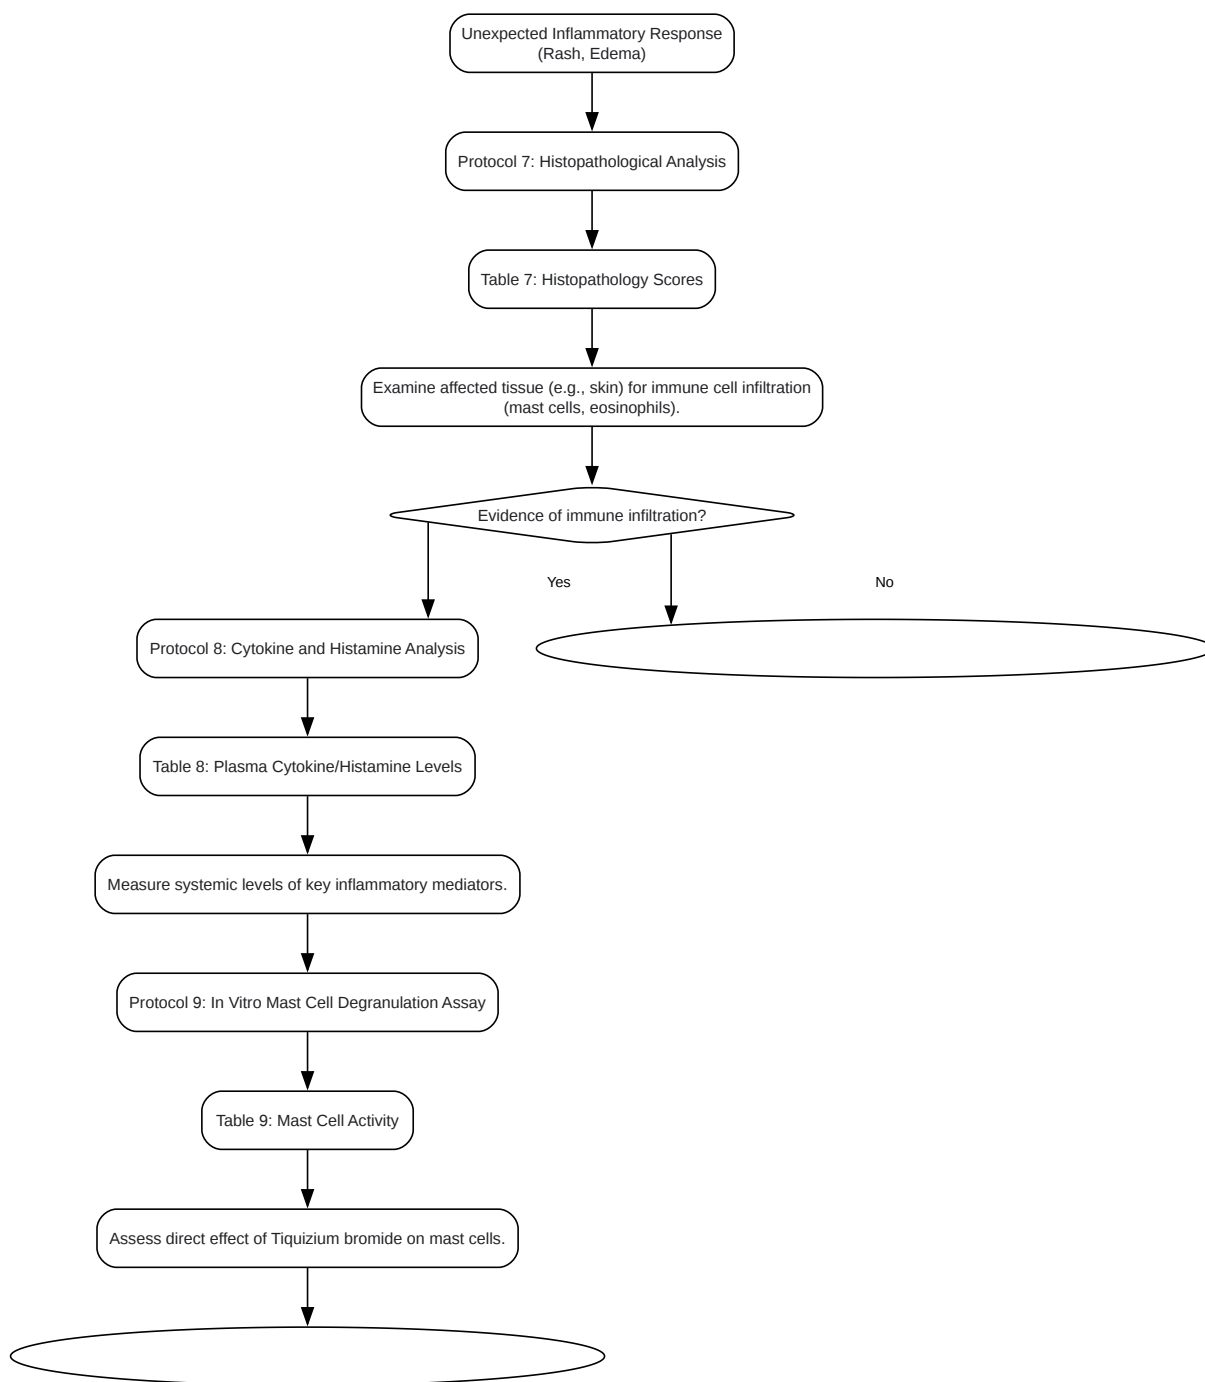 Unexpected Inflammatory Response
(Rash, Edema)
Protocol 7: Histopathological Analysis
Table 7: Histopathology Scores
Examine affected tissue (e.g., skin) for immune cell infiltration
(mast cells, eosinophils).
Evidence of immune infiltration?
Yes
No
Protocol 8: Cytokine and Histamine Analysis
Table 8: Plasma Cytokine/Histamine Levels
Measure systemic levels of key inflammatory mediators.
Protocol 9: In Vitro Mast Cell Degranulation Assay
Table 9: Mast Cell Activity
Assess direct effect of Tiquizium bromide on mast cells.